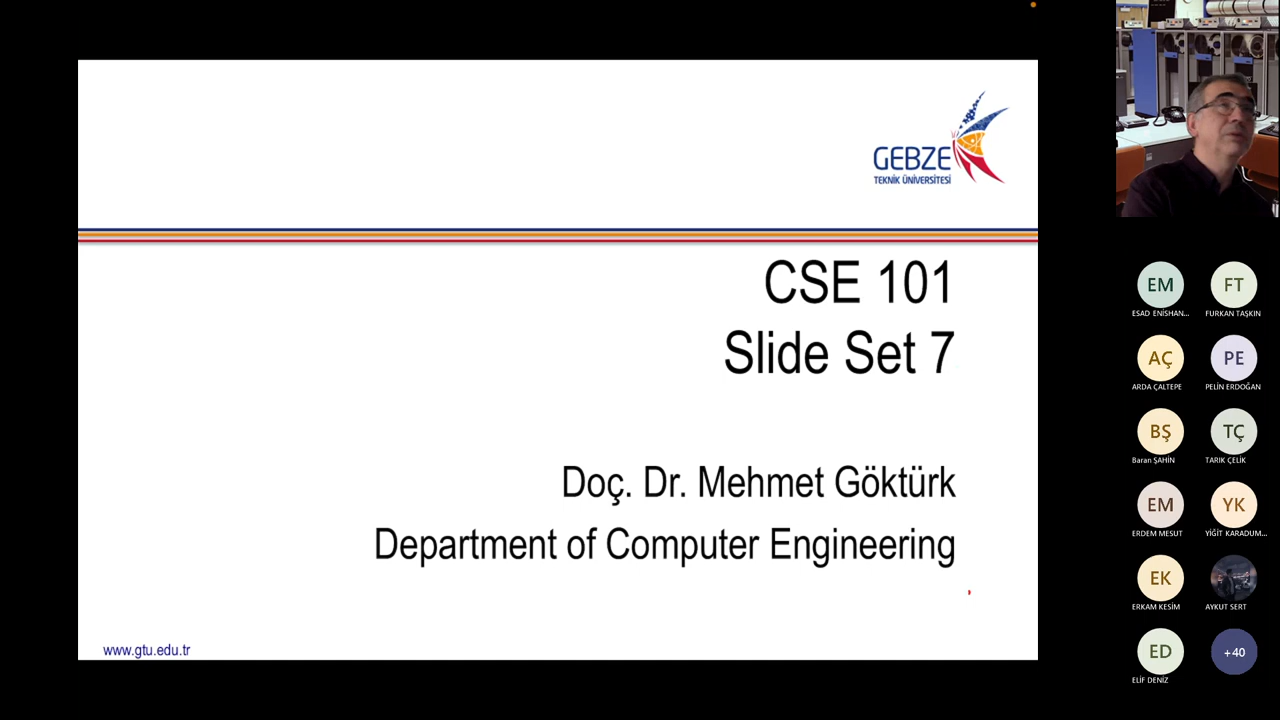 GEBZE
TEKNİK ÜNİVERSİTESİ
CSE 101
Slide Set 7
Doç. Dr. Mehmet Göktürk
Department of Computer Engineering
www.gtu.edu.tr
EM
FT
ESAD ENİSHAN...
FURKAN TAŞKIN
AÇ
PE
ARDA ÇALTEPE
PELİN ERDOĞAN
BŞ
TÇ
Baran ŞAHİN
TARIK ÇELİK
EM
YK
ERDEM MESUT
YİĞİT KARADUM...
EK
ERKAM KESİM
AYKUT SERT
ED
+40
ELİF DENİZ